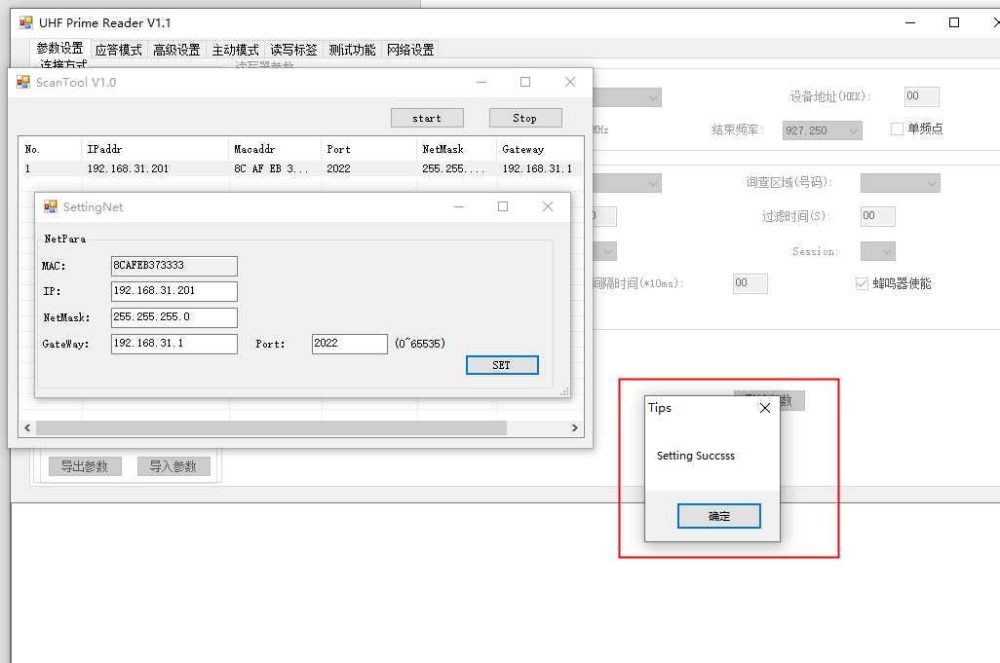 UHF Prime Reader V1.1
参数设置 应答模式 高级设置 主动模式 读写标签 测试功能 网络设置
连接方式 读写器参数
ScanTool V1.0
start Stop
No. IPaddr Macaddr Port NetMask Gateway
1 192.168.31.201 8C AF EB 3... 2022 255.255.... 192.168.31.1
SettingNet
NetPara
MAC: 8CAFEB373333
IP: 192.168.31.201
NetMask: 255.255.255.0
GateWay: 192.168.31.1 Port: 2022 (0~65535)
SET
设备地址(HEX): 00
MHz 结束频率: 927.250 单频点
询查区域(号码):
过滤时间(S): 00
Session:
间隔时间(*10ms): 00 蜂鸣器使能
数
Tips
Setting Succsss
确定
导出参数 导入参数